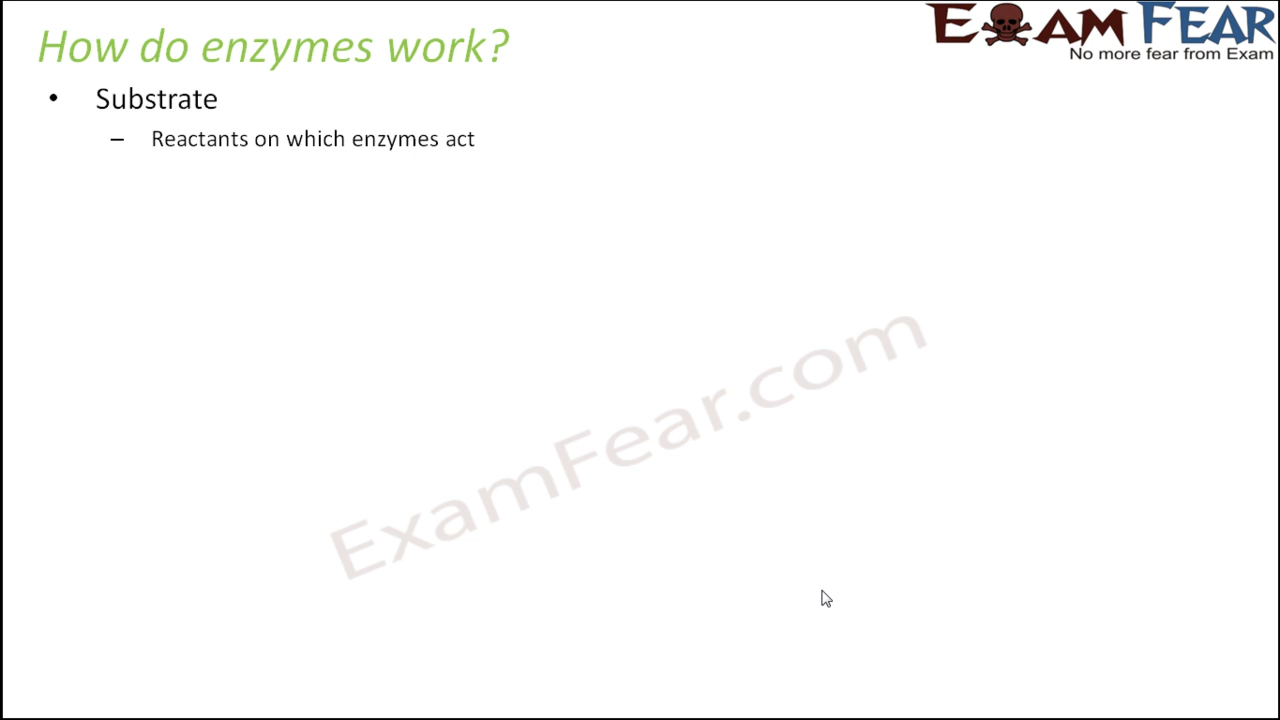 How do enzymes work?
EXAM FEAR
No more fear from Exam
• Substrate
– Reactants on which enzymes act
ExamFear.com